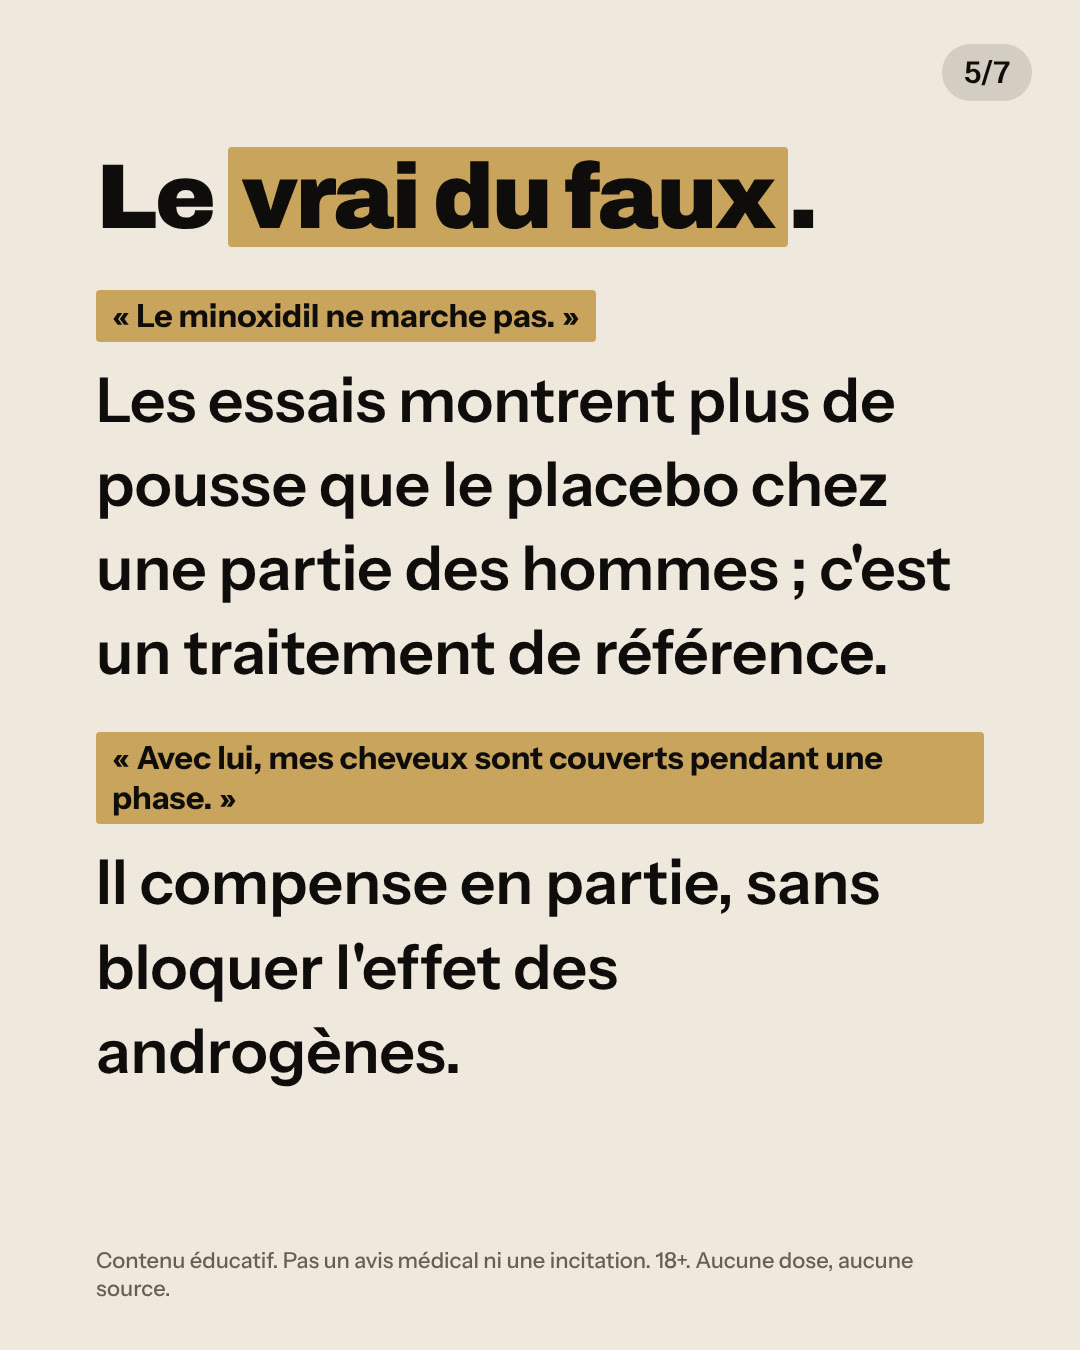 5/7
Le vrai du faux.
« Le minoxidil ne marche pas. »
Les essais montrent plus de
pousse que le placebo chez
une partie des hommes ; c'est
un traitement de référence.
« Avec lui, mes cheveux sont couverts pendant une
phase. »
Il compense en partie, sans
bloquer l'effet des
androgènes.
Contenu éducatif. Pas un avis médical ni une incitation. 18+. Aucune dose, aucune
source.